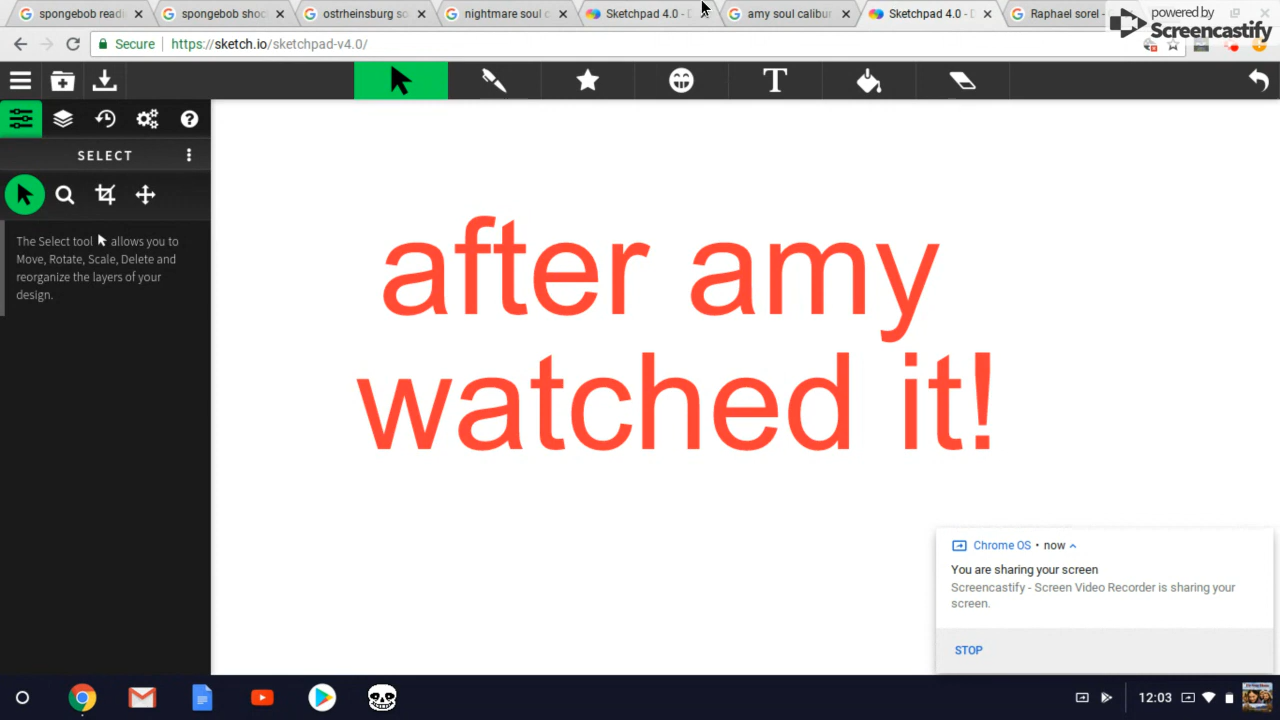 spongebob readi
spongebob shoc
ostrheinsburg so
nightmare soul c
Sketchpad 4.0 - D
amy soul calibur
Sketchpad 4.0 - D
Raphael sorel -
powered by
Screencastify
Secure
https://sketch.io/sketchpad-v4.0/
T
SELECT
The Select tool allows you to
Move, Rotate, Scale, Delete and
reorganize the layers of your
design.
after amy
watched it!
Chrome OS • now
You are sharing your screen
Screencastify - Screen Video Recorder is sharing your
screen.
STOP
12:03